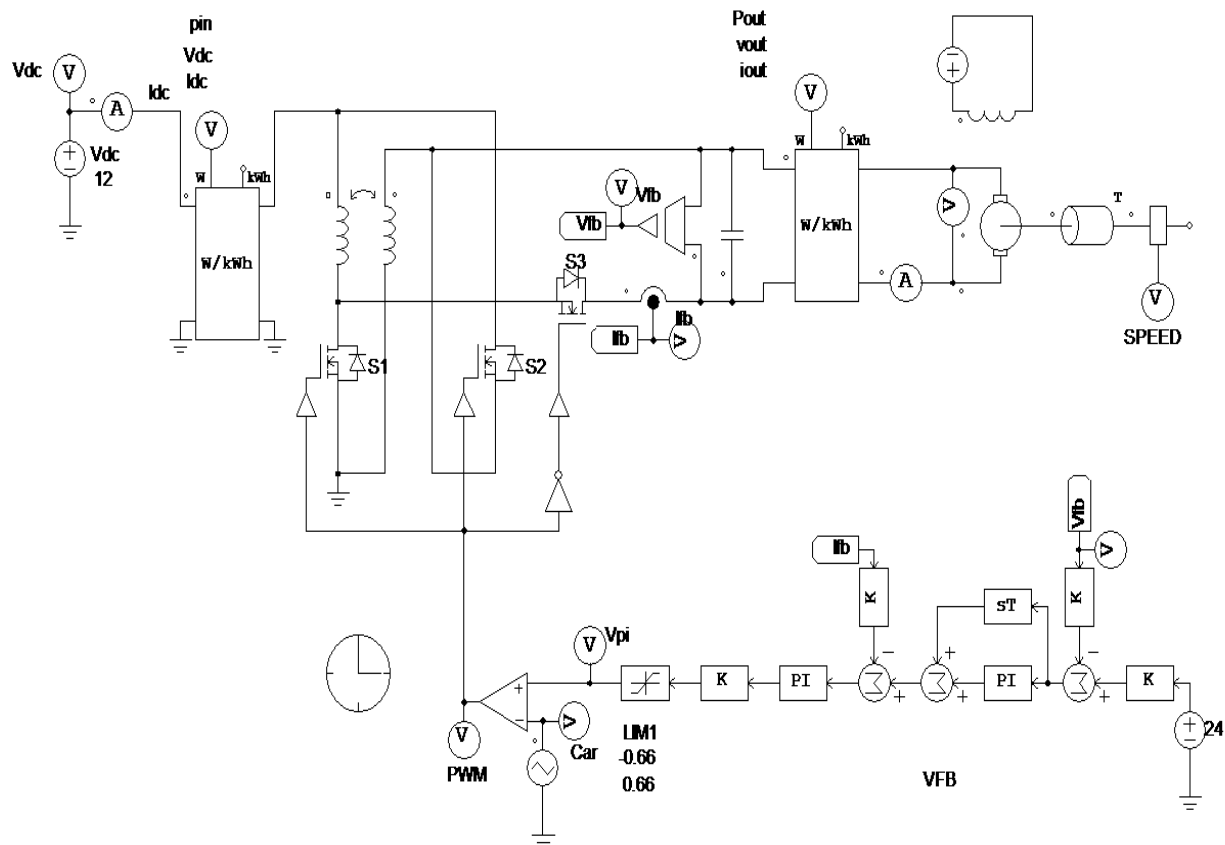 pin
Vdc
Idc
Vdc
V
Idc
A
V
Vdc
12
W
kWh
W/kWh
Pout
vout
iout
V
W
kWh
W/kWh
V
Vfb
Vfb
S3
Ifb
Ifb
V
V
A
T
V
SPEED
S1
S2
Vfb
V
Ifb
K
K
sT
V
Vpi
K
PI
Σ
Σ
PI
Σ
K
24
LIM1
-0.66
0.66
V
Car
V
PWM
VFB